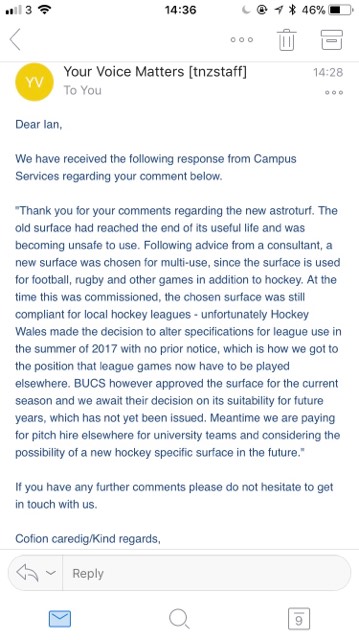 3 14:36 46%
Your Voice Matters [tnzstaff] 14:28
YV
To You
Dear Ian,
We have received the following response from Campus
Services regarding your comment below.
"Thank you for your comments regarding the new astroturf. The
old surface had reached the end of its useful life and was
becoming unsafe to use. Following advice from a consultant, a
new surface was chosen for multi-use, since the surface is used
for football, rugby and other games in addition to hockey. At the
time this was commissioned, the chosen surface was still
compliant for local hockey leagues - unfortunately Hockey
Wales made the decision to alter specifications for league use in
the summer of 2017 with no prior notice, which is how we got to
the position that league games now have to be played
elsewhere. BUCS however approved the surface for the current
season and we await their decision on its suitability for future
years, which has not yet been issued. Meantime we are paying
for pitch hire elsewhere for university teams and considering the
possibility of a new hockey specific surface in the future."
If you have any further comments please do not hesitate to get
in touch with us.
Cofion caredig/Kind regards,
Reply
9